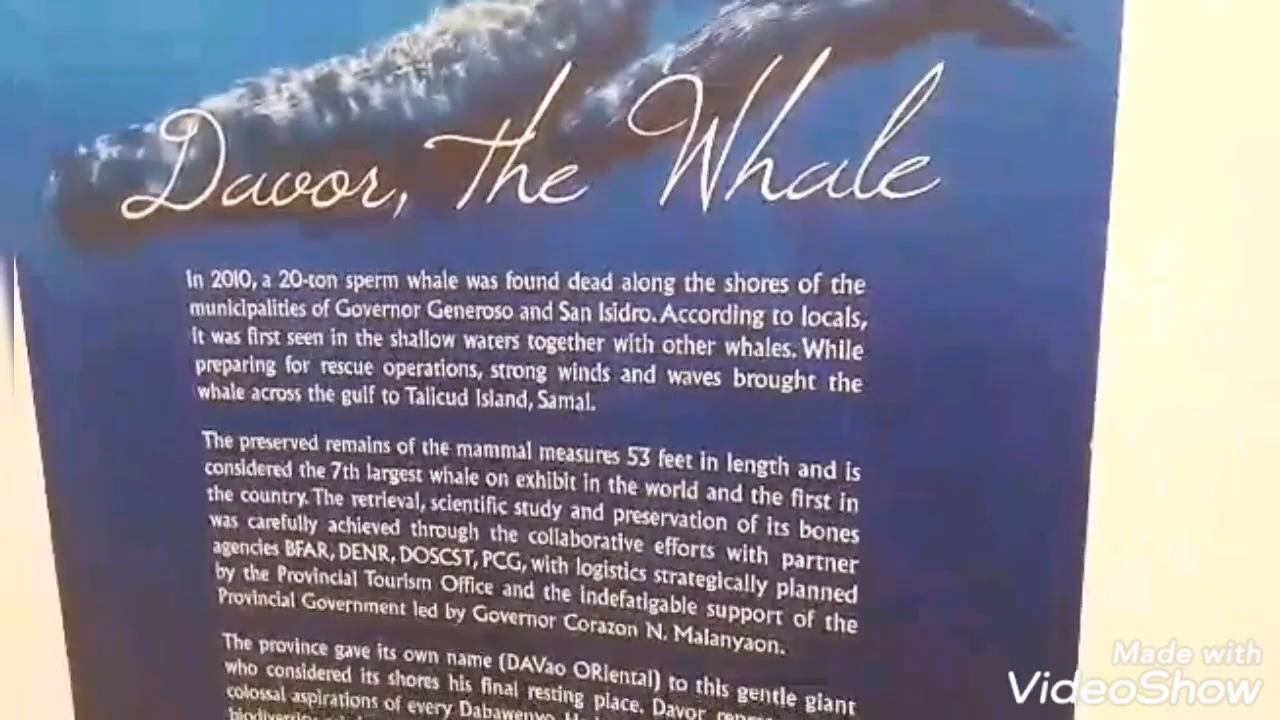 Davor, the Whale
In 2010, a 20-ton sperm whale was found dead along the shores of the
municipalities of Governor Generoso and San Isidro. According to locals,
it was first seen in the shallow waters together with other whales. While
preparing for rescue operations, strong winds and waves brought the
whale across the gulf to Talicud Island, Samal.
The preserved remains of the mammal measures 53 feet in length and is
considered the 7th largest whale on exhibit in the world and the first in
the country. The retrieval, scientific study and preservation of its bones
was carefully achieved through the collaborative efforts with partner
agencies BFAR, DENR, DOSCST, PCG, with logistics strategically planned
by the Provincial Tourism Office and the indefatigable support of the
Provincial Government led by Governor Corazon N. Malanyaon.
The province gave its own name (DAVao ORiental) to this gentle giant
who considered its shores his final resting place. Davor
colossal aspirations of every Dabawenyo.
Made with
VideoShow